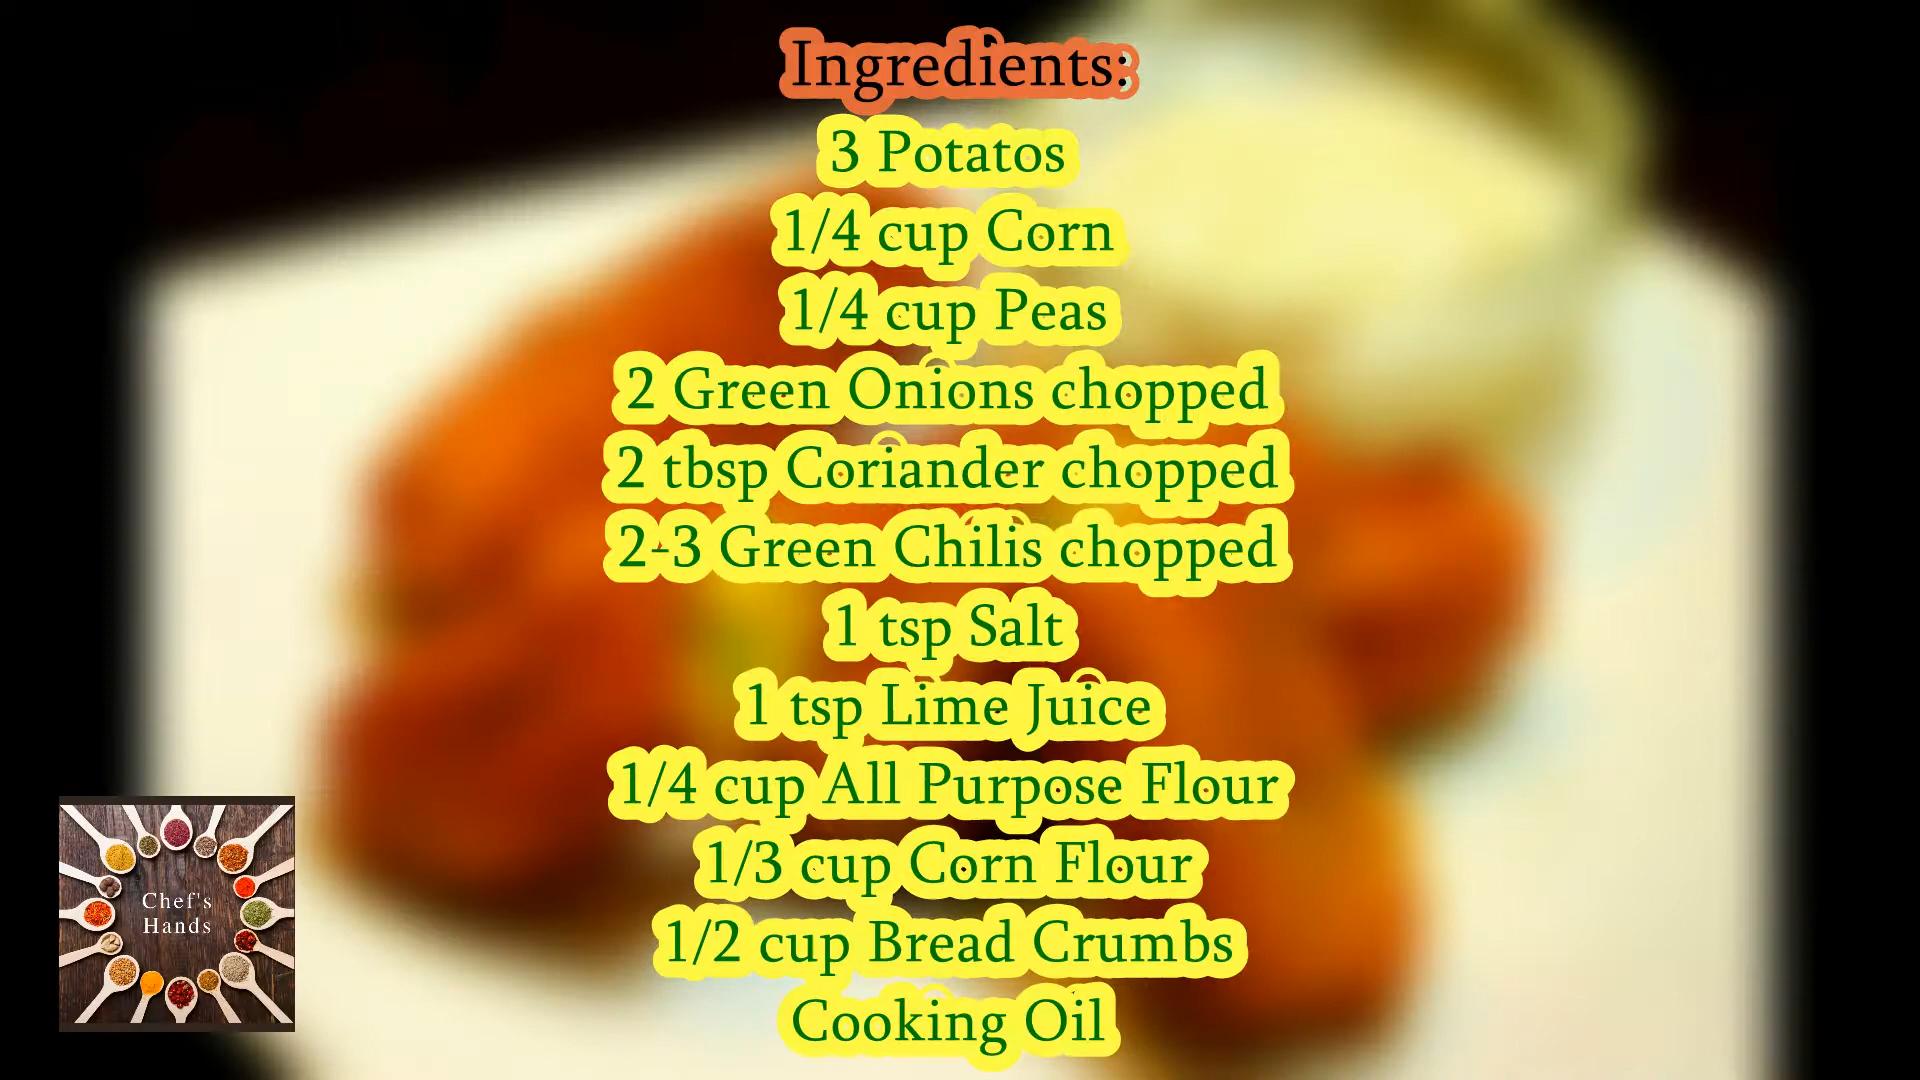 Ingredients:
3 Potatos
1/4 cup Corn
1/4 cup Peas
2 Green Onions chopped
2 tbsp Coriander chopped
2-3 Green Chilis chopped
1 tsp Salt
1 tsp Lime Juice
1/4 cup All Purpose Flour
1/3 cup Corn Flour
1/2 cup Bread Crumbs
Cooking Oil
Chef's
Hands